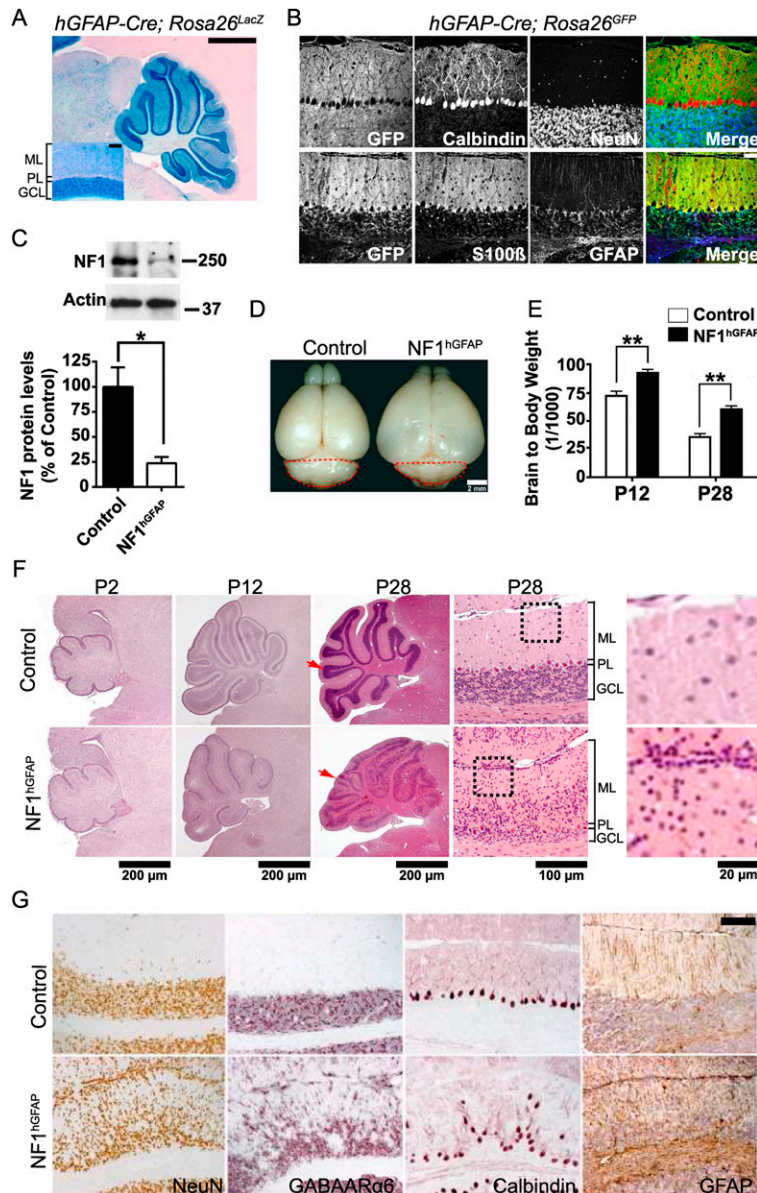 A
hGFAP-Cre; Rosa26LacZ
ML
PL
GCL
B
hGFAP-Cre; Rosa26GFP
GFP
Calbindin
NeuN
Merge
GFP
S100ß
GFAP
Merge
C
NF1
250
Actin
37
*
NF1 protein levels
(% of Control)
125
100
75
50
25
0
Control
NF1hGFAP
D
Control
NF1hGFAP
2 mm
E
Control
NF1hGFAP
Brain to Body Weight
(1/1000)
100
75
50
25
0
**
**
P12
P28
F
P2
P12
P28
P28
Control
ML
PL
GCL
NF1hGFAP
ML
PL
GCL
200 µm
200 µm
200 µm
100 µm
20 µm
G
Control
NF1hGFAP
NeuN
GABAARα6
Calbindin
GFAP